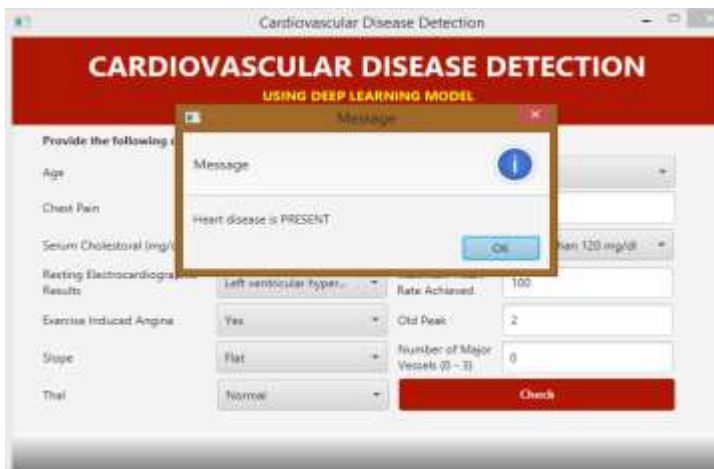 Cardiovascular Disease Detection
CARDIOVASCULAR DISEASE DETECTION
USING DEEP LEARNING MODEL
Message
Provide the following
Age
Message
Chest Pain
Heart disease is PRESENT
Serum Cholestoral (mg/
OK
han 120 mg/dl
Resting Electrocardiographic
Results
Left ventricular hyper...
Rate Achieved
100
Exercise Induced Angina
Yes
Old Peak
2
Slope
Flat
Number of Major
Vessels (0 - 3)
0
Thal
Normal
Check